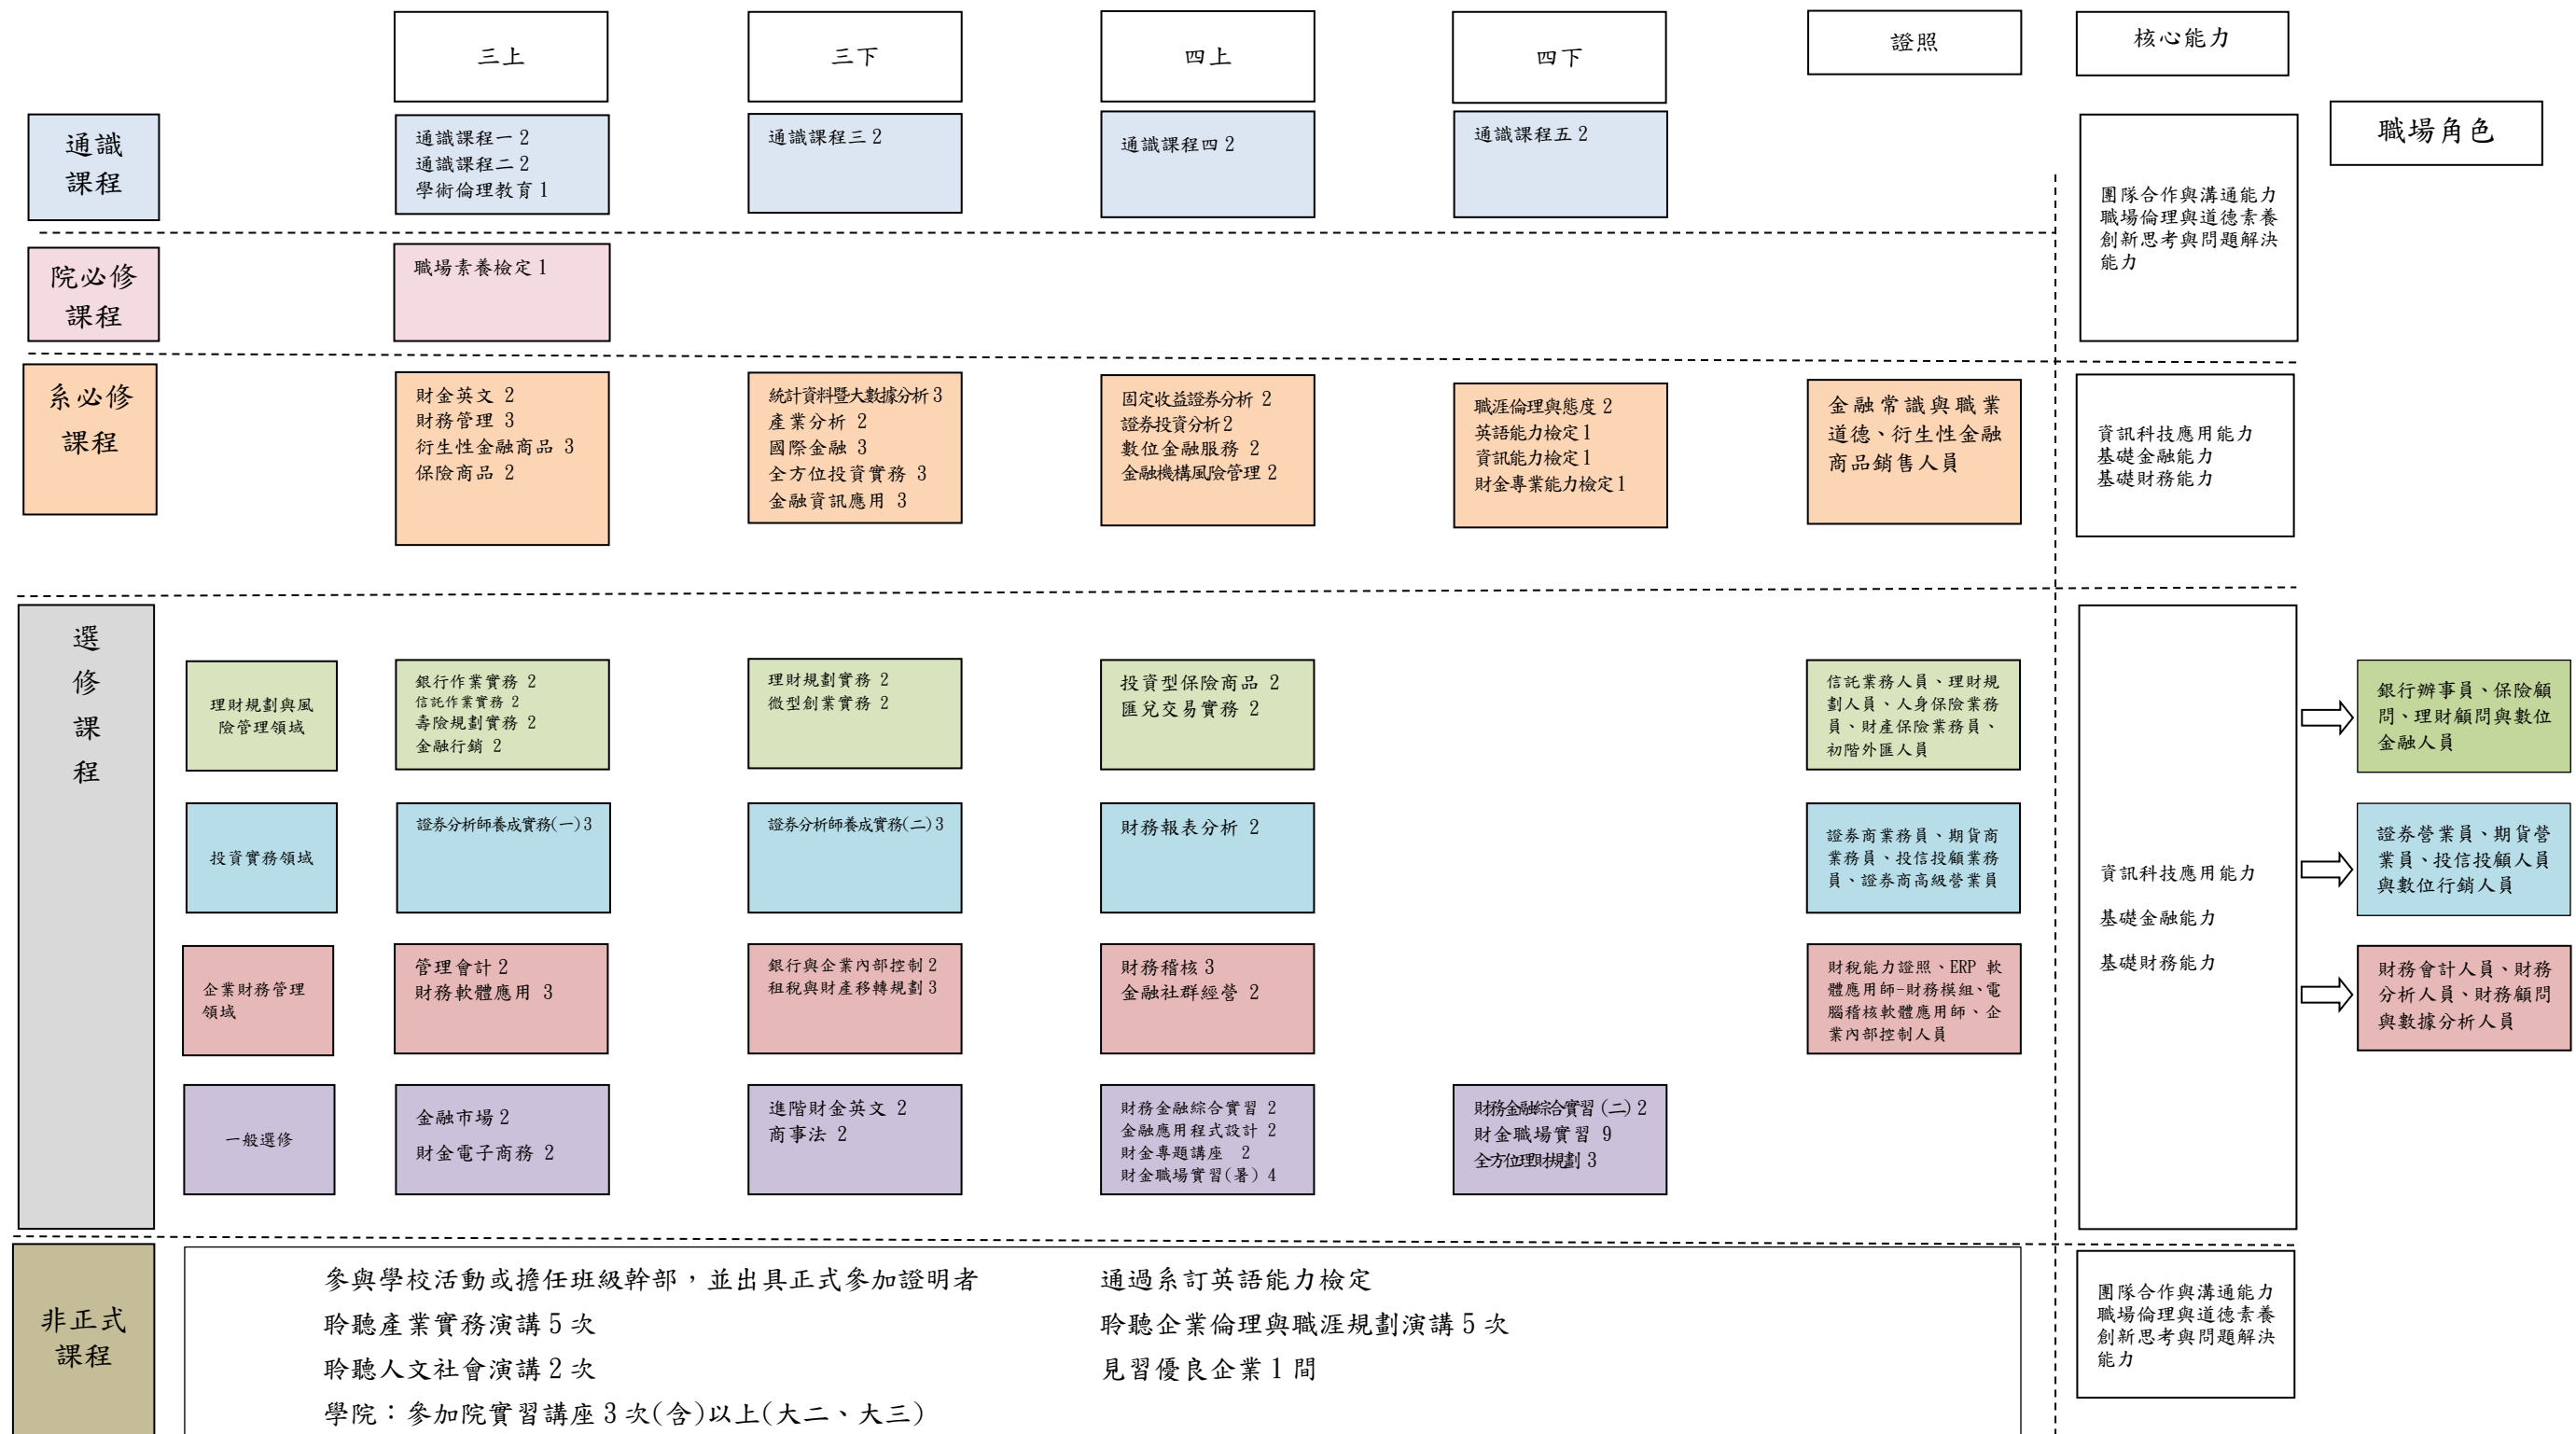 三上
三下
四上
四下
證照
核心能力
職場角色
通識
課程
通識課程一 2
通識課程二 2
學術倫理教育 1
通識課程三 2
通識課程四 2
通識課程五 2
團隊合作與溝通能力
職場倫理與道德素養
創新思考與問題解決
能力
院必修
課程
職場素養檢定 1
系必修
課程
財金英文 2
財務管理 3
衍生性金融商品 3
保險商品 2
統計資料暨大數據分析 3
產業分析 2
國際金融 3
全方位投資實務 3
金融資訊應用 3
固定收益證券分析 2
證券投資分析 2
數位金融服務 2
金融機構風險管理 2
職涯倫理與態度 2
英語能力檢定 1
資訊能力檢定 1
財金專業能力檢定 1
金融常識與職業
道德、衍生性金融
商品銷售人員
資訊科技應用能力
基礎金融能力
基礎財務能力
選
修
課
程
理財規劃與風
險管理領域
銀行作業實務 2
信託作業實務 2
壽險規劃實務 2
金融行銷 2
理財規劃實務 2
微型創業實務 2
投資型保險商品 2
匯兌交易實務 2
信託業務人員、理財規
劃人員、人身保險業務
員、財產保險業務員、
初階外匯人員
銀行辦事員、保險顧
問、理財顧問與數位
金融人員
投資實務領域
證券分析師養成實務(一) 3
證券分析師養成實務(二) 3
財務報表分析 2
證券商業務員、期貨商
業務員、投信投顧業務
員、證券商高級營業員
資訊科技應用能力
基礎金融能力
基礎財務能力
證券營業員、期貨營
業員、投信投顧人員
與數位行銷人員
企業財務管理
領域
管理會計 2
財務軟體應用 3
銀行與企業內部控制 2
租稅與財產移轉規劃 3
財務稽核 3
金融社群經營 2
財稅能力證照、ERP 軟
體應用師-財務模組、電
腦稽核軟體應用師、企
業內部控制人員
財務會計人員、財務
分析人員、財務顧問
與數據分析人員
一般選修
金融市場 2
財金電子商務 2
進階財金英文 2
商事法 2
財務金融綜合實習 2
金融應用程式設計 2
財金專題講座 2
財金職場實習(暑) 4
財務金融綜合實習(二) 2
財金職場實習 9
全方位理財規劃 3
非正式
課程
參與學校活動或擔任班級幹部，並出具正式參加證明者
通過系訂英語能力檢定
聆聽產業實務演講 5 次
聆聽企業倫理與職涯規劃演講 5 次
聆聽人文社會演講 2 次
見習優良企業 1 間
學院：參加院實習講座 3 次(含)以上(大二、大三)
團隊合作與溝通能力
職場倫理與道德素養
創新思考與問題解決
能力